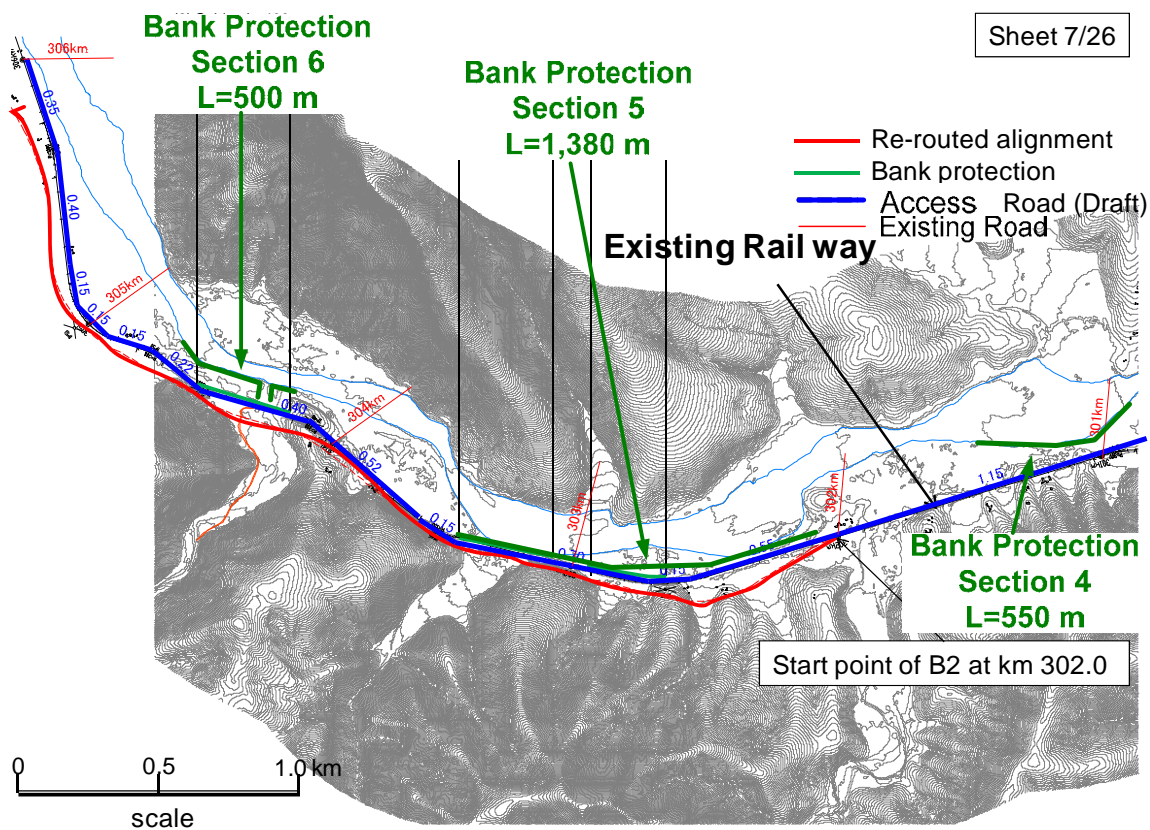 Sheet 7/26
Bank Protection
Section 6
L=500 m
Bank Protection
Section 5
L=1,380 m
Re-routed alignment
Bank protection
Access Road (Draft)
Existing Road
Existing Rail way
306km
0.35
0.40
0.15
305km
0.15
0.15
0.22
0.40
304km
0.52
0.15
303km
0.70
0.15
0.55
302km
1.15
301km
Bank Protection
Section 4
L=550 m
Start point of B2 at km 302.0
0 0.5 1.0 km
scale